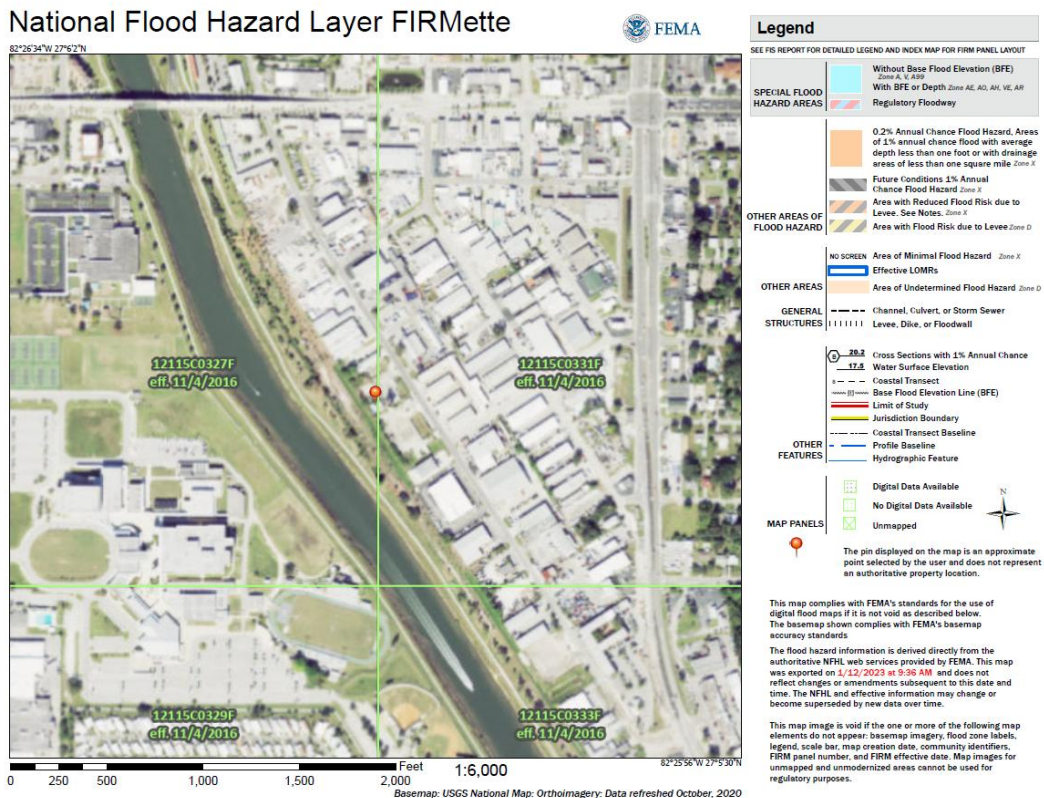 National Flood Hazard Layer FIRMette
FEMA
82°26'34"W 27°6'2"N
12115C0327F
eff. 11/4/2016
12115C0331F
eff. 11/4/2016
12115C0329F
eff. 11/4/2016
12115C0333F
eff. 11/4/2016
82°25'56"W 27°5'30"N
Feet
0 250 500 1,000 1,500 2,000
1:6,000
Basemap: USGS National Map: Orthoimagery: Data refreshed October, 2020
Legend
SEE FIS REPORT FOR DETAILED LEGEND AND INDEX MAP FOR FIRM PANEL LAYOUT
SPECIAL FLOOD
HAZARD AREAS
Without Base Flood Elevation (BFE)
Zone A, V, A99
With BFE or Depth Zone AE, AO, AH, VE, AR
Regulatory Floodway
0.2% Annual Chance Flood Hazard, Areas
of 1% annual chance flood with average
depth less than one foot or with drainage
areas of less than one square mile Zone X
Future Conditions 1% Annual
Chance Flood Hazard Zone X
Area with Reduced Flood Risk due to
Levee. See Notes. Zone X
Area with Flood Risk due to Levee Zone D
OTHER AREAS OF
FLOOD HAZARD
NO SCREEN Area of Minimal Flood Hazard Zone X
Effective LOMRs
OTHER AREAS
Area of Undetermined Flood Hazard Zone D
GENERAL
STRUCTURES
Channel, Culvert, or Storm Sewer
Levee, Dike, or Floodwall
B 20.2 Cross Sections with 1% Annual Chance
17.5 Water Surface Elevation
8 Coastal Transect
513 Base Flood Elevation Line (BFE)
Limit of Study
Jurisdiction Boundary
Coastal Transect Baseline
OTHER
FEATURES
Profile Baseline
Hydrographic Feature
Digital Data Available
No Digital Data Available
Unmapped
MAP PANELS
N
The pin displayed on the map is an approximate
point selected by the user and does not represent
an authoritative property location.
This map complies with FEMA's standards for the use of
digital flood maps if it is not void as described below.
The basemap shown complies with FEMA's basemap
accuracy standards
The flood hazard information is derived directly from the
authoritative NFHL web services provided by FEMA. This map
was exported on 1/12/2023 at 9:36 AM and does not
reflect changes or amendments subsequent to this date and
time. The NFHL and effective information may change or
become superseded by new data over time.
This map image is void if the one or more of the following map
elements do not appear: basemap imagery, flood zone labels,
legend, scale bar, map creation date, community identifiers,
FIRM panel number, and FIRM effective date. Map images for
unmapped and unmodernized areas cannot be used for
regulatory purposes.